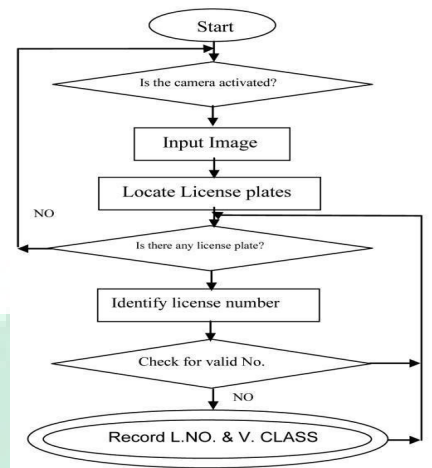 Start
Is the camera activated?
Input Image
Locate License plates
NO
Is there any license plate?
Identify license number
Check for valid No.
NO
Record L.NO. & V. CLASS